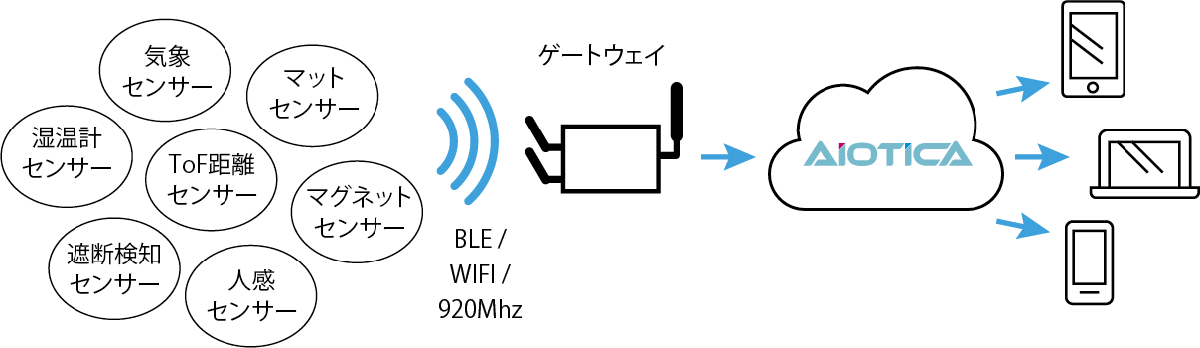 気象
センサー
マット
センサー
湿温計
センサー
ToF距離
センサー
マグネット
センサー
遮断検知
センサー
人感
センサー
BLE /
WIFI /
920Mhz
ゲートウェイ
AiOTiCA